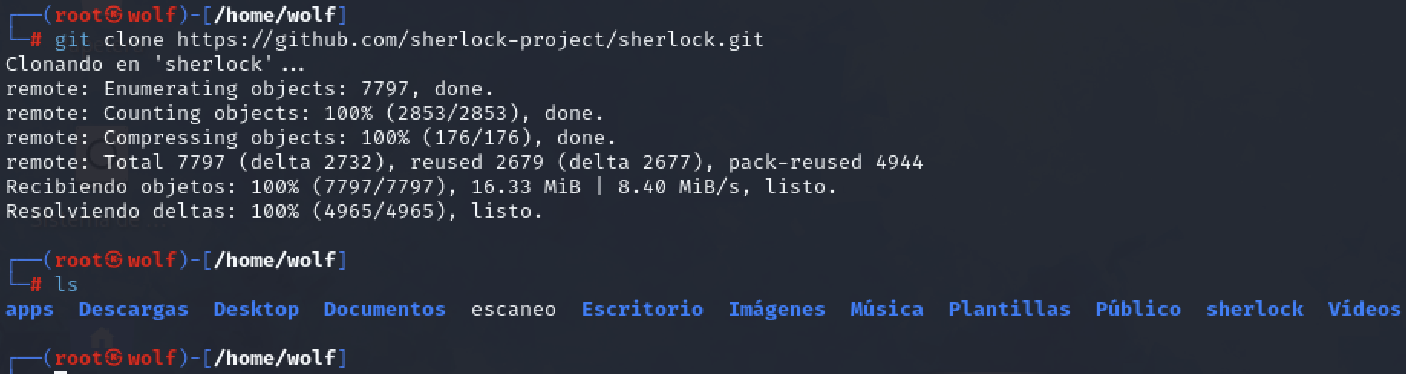 ┌──(root㉿wolf)-[/home/wolf]
└─# git clone https://github.com/sherlock-project/sherlock.git
Clonando en 'sherlock'...
remote: Enumerating objects: 7797, done.
remote: Counting objects: 100% (2853/2853), done.
remote: Compressing objects: 100% (176/176), done.
remote: Total 7797 (delta 2732), reused 2679 (delta 2677), pack-reused 4944
Recibiendo objetos: 100% (7797/7797), 16.33 MiB | 8.40 MiB/s, listo.
Resolviendo deltas: 100% (4965/4965), listo.
┌──(root㉿wolf)-[/home/wolf]
└─# ls
apps Descargas Desktop Documentos escaneo Escritorio Imágenes Música Plantillas Público sherlock Vídeos
┌──(root㉿wolf)-[/home/wolf]